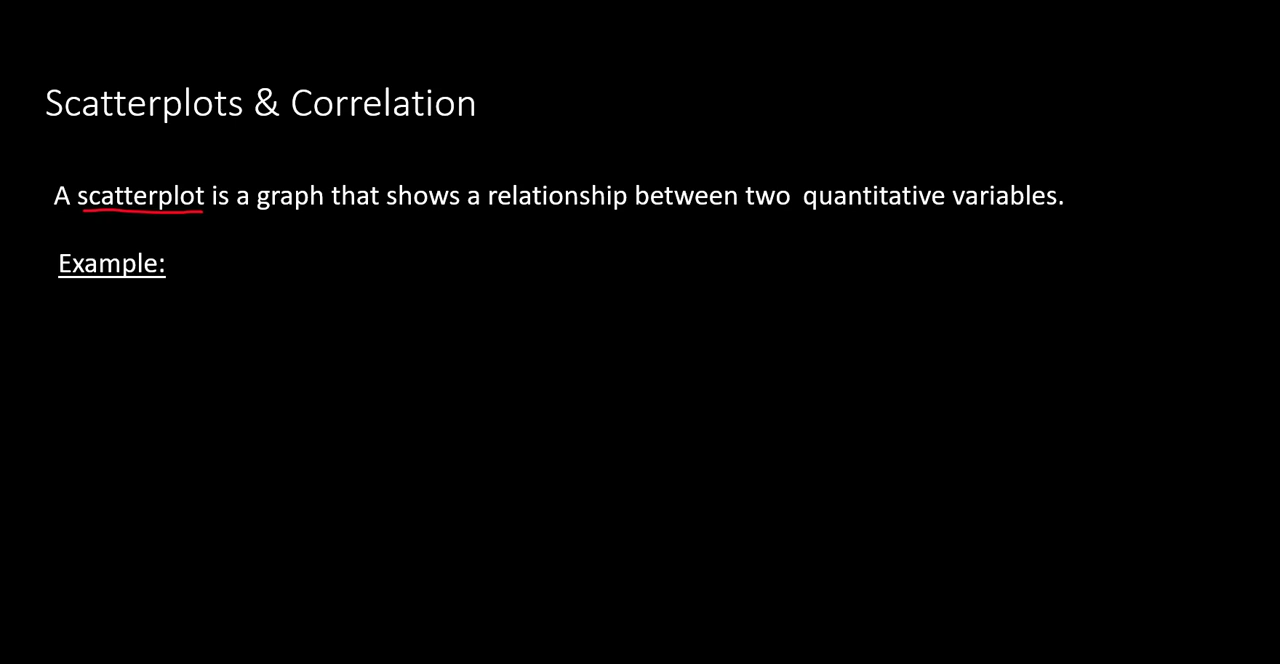 Scatterplots & Correlation
A scatterplot is a graph that shows a relationship between two quantitative variables.
Example: